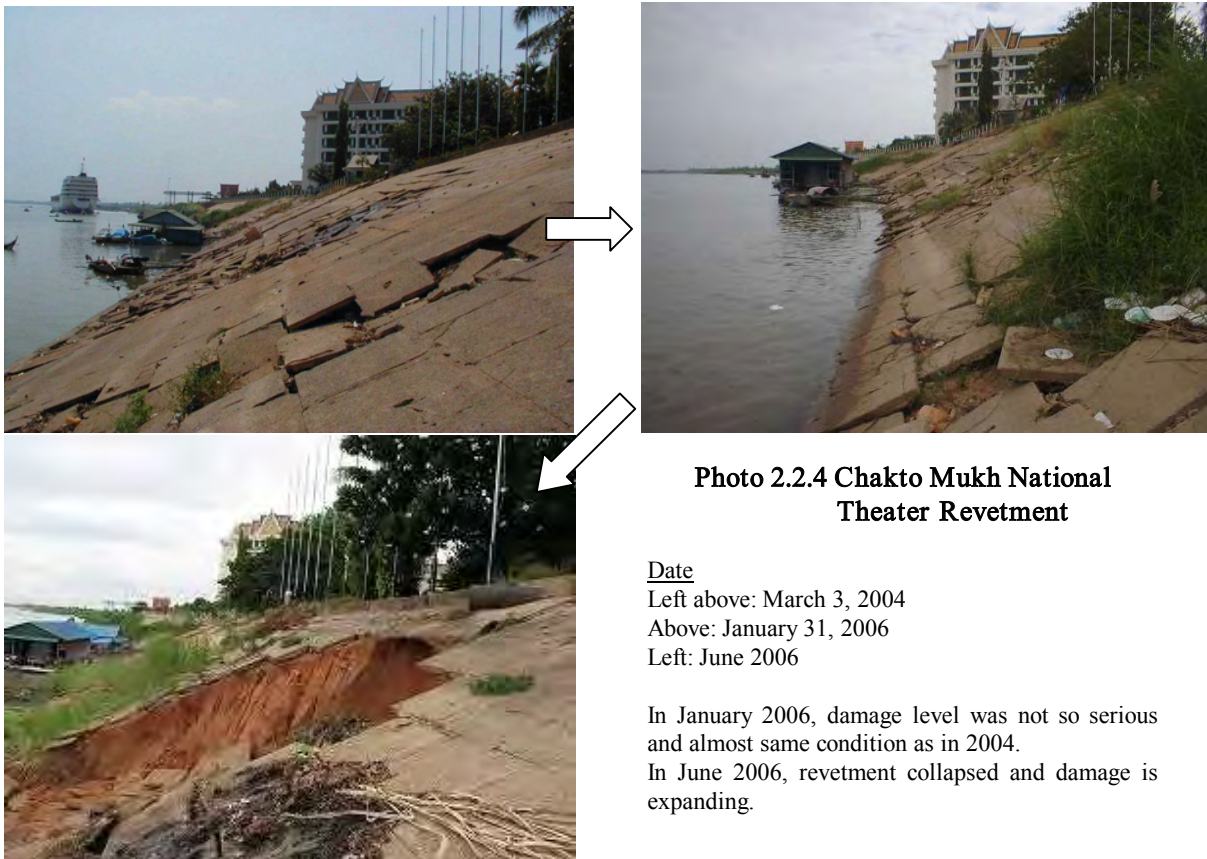 Photo 2.2.4 Chakto Mukh National
Theater Revetment
Date
Left above: March 3, 2004
Above: January 31, 2006
Left: June 2006
In January 2006, damage level was not so serious
and almost same condition as in 2004.
In June 2006, revetment collapsed and damage is
expanding.